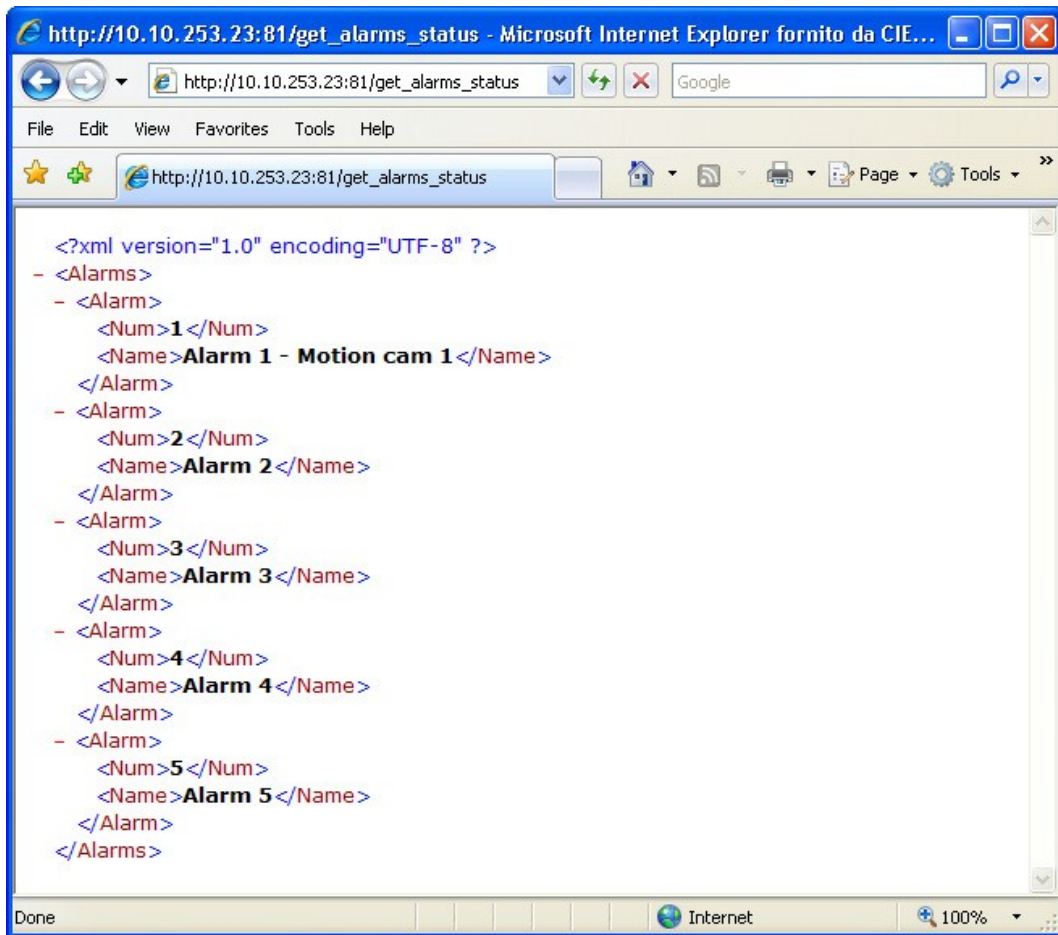 http://10.10.253.23:81/get_alarms_status - Microsoft Internet Explorer fornito da CIE...
http://10.10.253.23:81/get_alarms_status Google
File Edit View Favorites Tools Help
http://10.10.253.23:81/get_alarms_status Page Tools »
<?xml version="1.0" encoding="UTF-8" ?>
- <Alarms>
- <Alarm>
<Num>1</Num>
<Name>Alarm 1 - Motion cam 1</Name>
</Alarm>
- <Alarm>
<Num>2</Num>
<Name>Alarm 2</Name>
</Alarm>
- <Alarm>
<Num>3</Num>
<Name>Alarm 3</Name>
</Alarm>
- <Alarm>
<Num>4</Num>
<Name>Alarm 4</Name>
</Alarm>
- <Alarm>
<Num>5</Num>
<Name>Alarm 5</Name>
</Alarm>
</Alarms>
Done Internet 100%